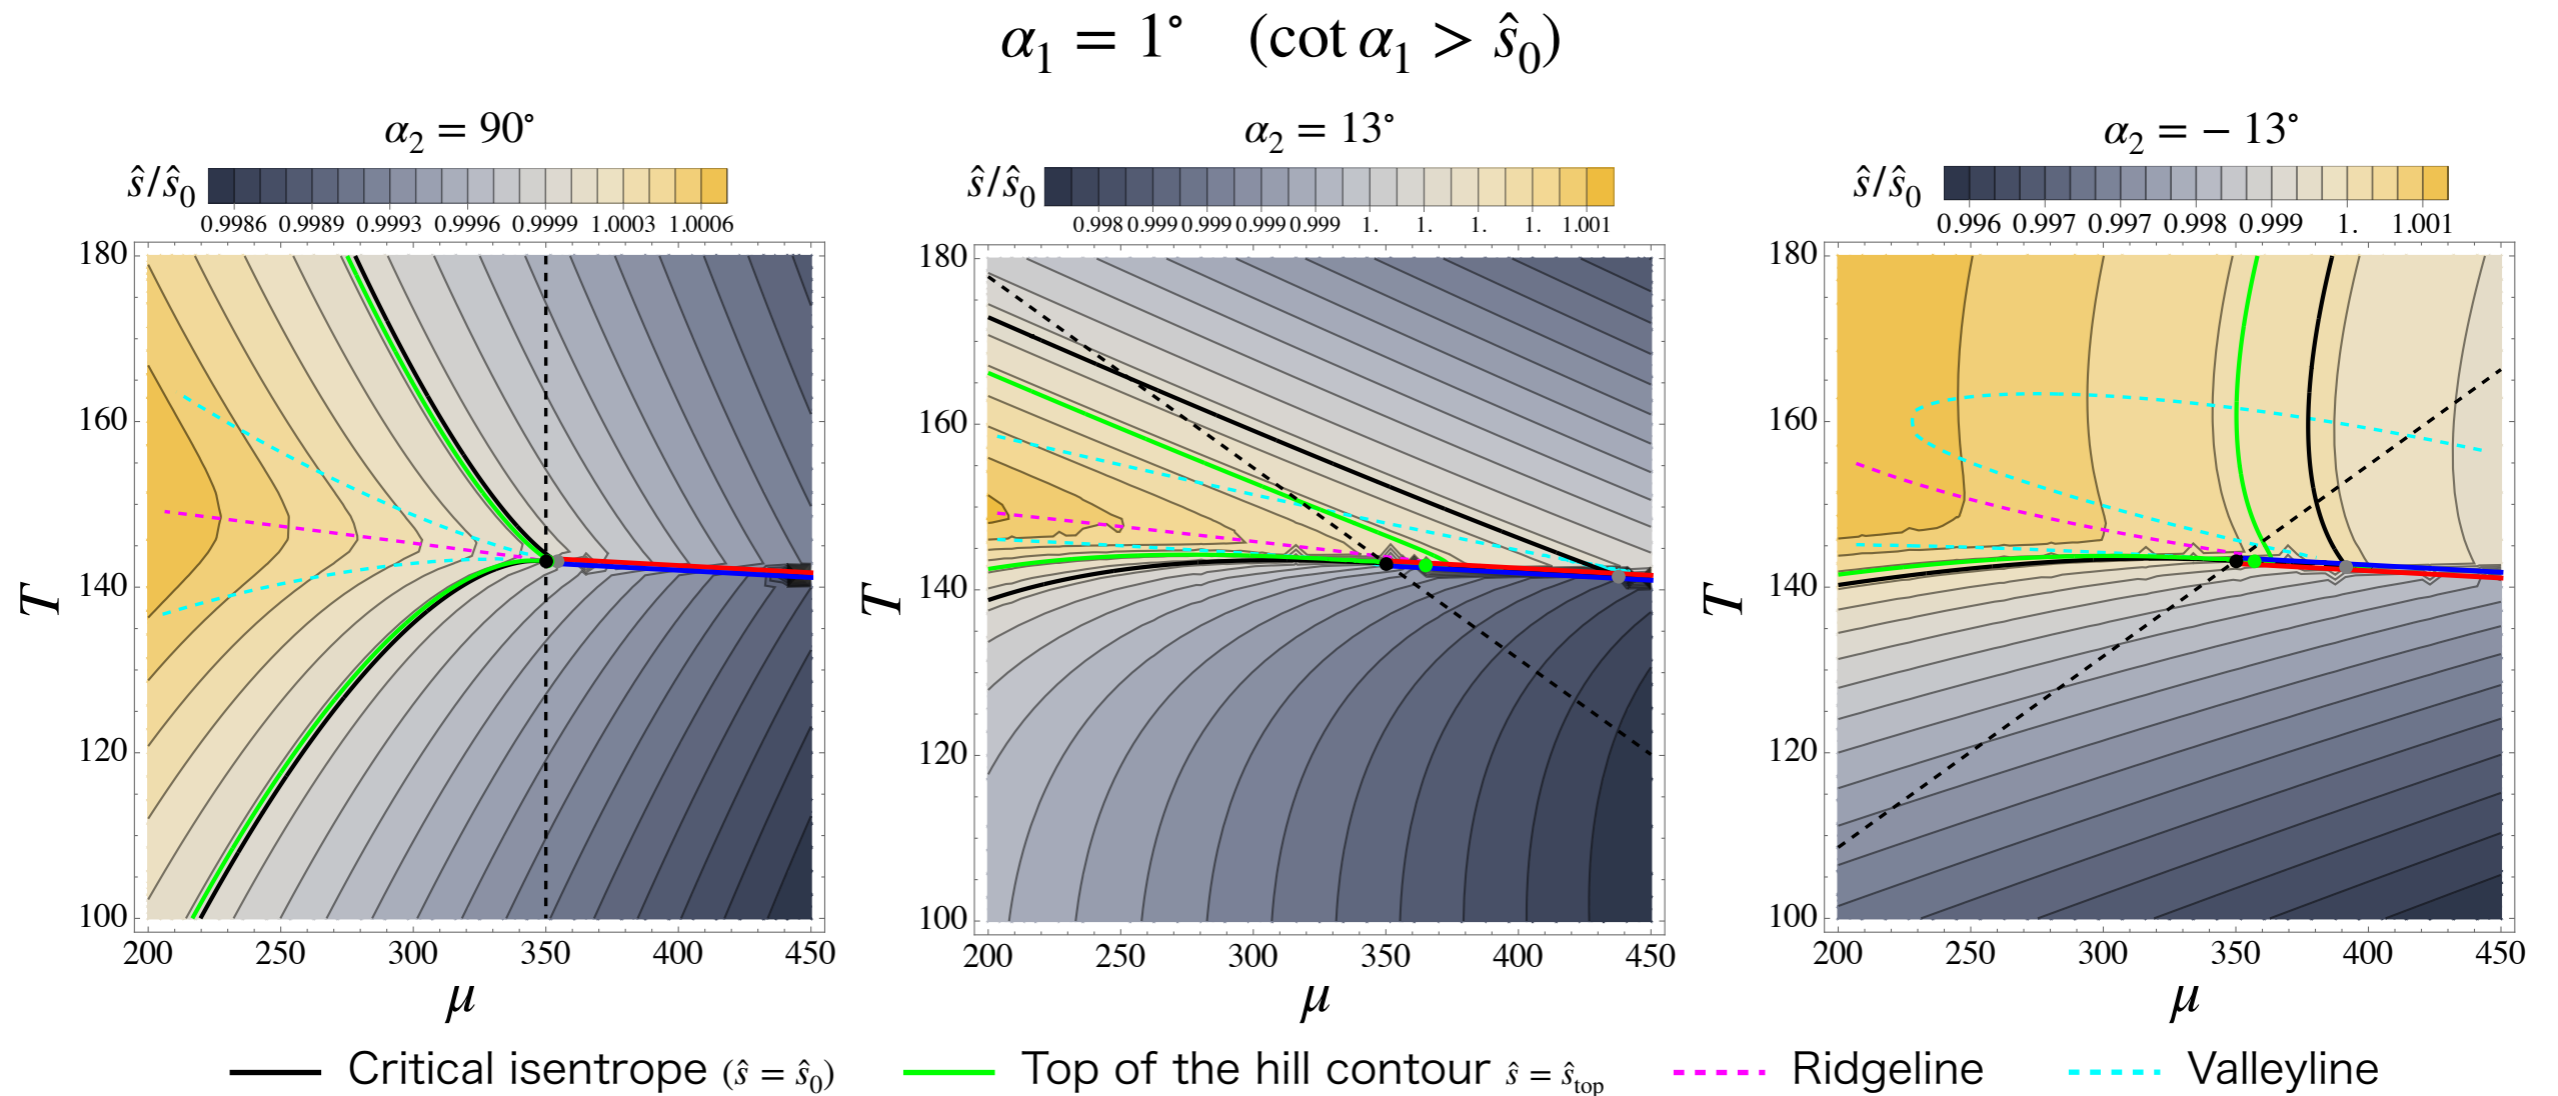 α₁ = 1° (cot α₁ > ŝ₀)
α₂ = 90° α₂ = 13° α₂ = − 13°
ŝ/ŝ₀ ŝ/ŝ₀ ŝ/ŝ₀
0.9986 0.9989 0.9993 0.9996 0.9999 1.0003 1.0006
0.998 0.999 0.999 0.999 0.999 1. 1. 1. 1. 1.001
0.996 0.997 0.997 0.998 0.999 1. 1.001
180 180 180
160 160 160
140 140 140
120 120 120
100 100 100
T T T
200 250 300 350 400 450
200 250 300 350 400 450
200 250 300 350 400 450
μ μ μ
Critical isentrope (ŝ = ŝ₀) Top of the hill contour ŝ = ŝtop Ridgeline Valleyline